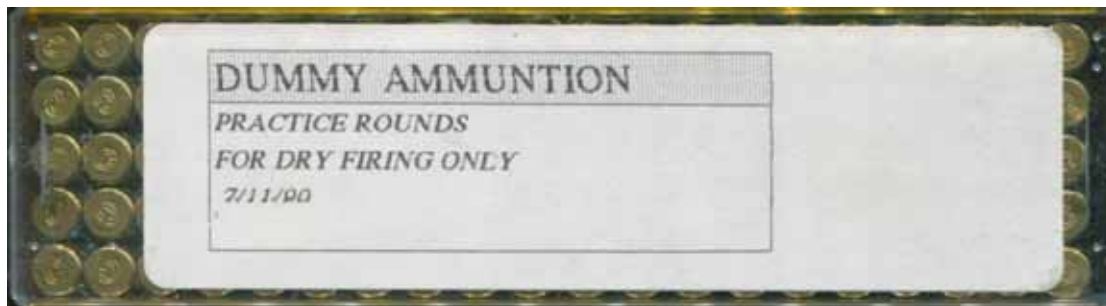 DUMMY AMMUNTION
PRACTICE ROUNDS
FOR DRY FIRING ONLY
7/11/90